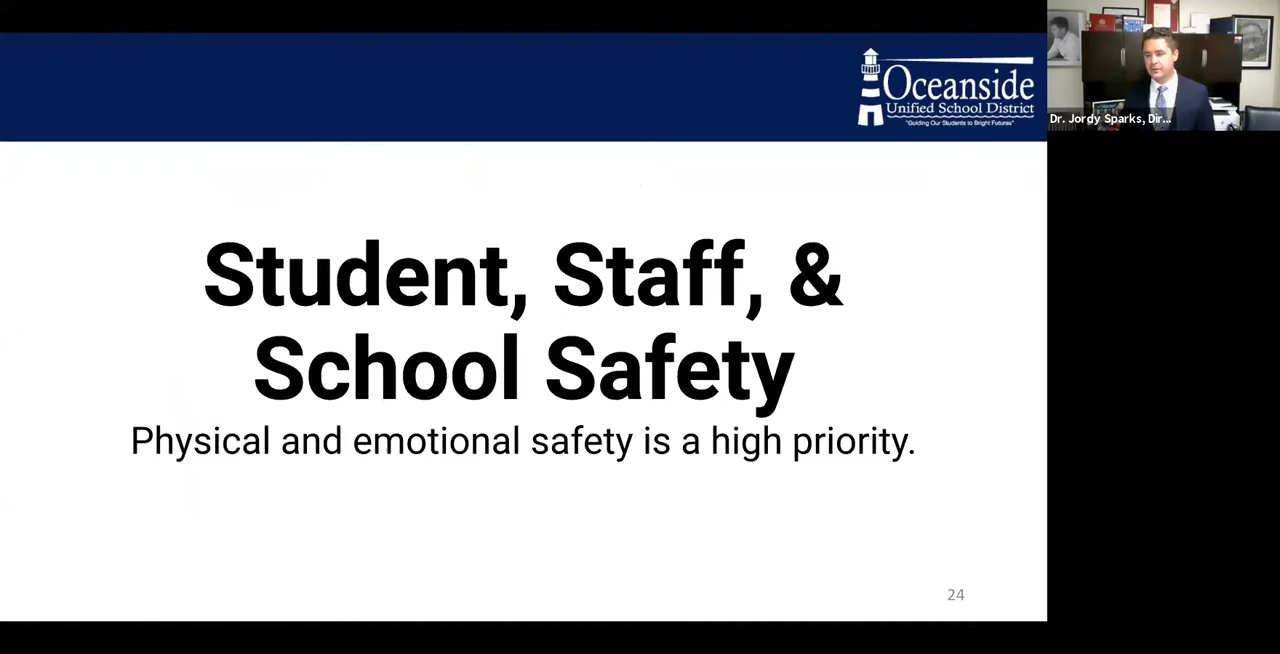 Oceanside
Unified School District
"Guiding Our Students to Bright Futures"
Dr. Jordy Sparks, Dir...
Student, Staff, &
School Safety
Physical and emotional safety is a high priority.
24